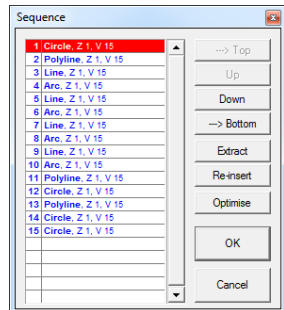 Sequence
1 Circle, Z 1, V 15
2 Polyline, Z 1, V 15
3 Line, Z 1, V 15
4 Arc, Z 1, V 15
5 Line, Z 1, V 15
6 Arc, Z 1, V 15
7 Line, Z 1, V 15
8 Arc, Z 1, V 15
9 Line, Z 1, V 15
10 Arc, Z 1, V 15
11 Polyline, Z 1, V 15
12 Circle, Z 1, V 15
13 Polyline, Z 1, V 15
14 Circle, Z 1, V 15
15 Circle, Z 1, V 15
---> Top
Up
Down
---> Bottom
Extract
Re-insert
Optimise
OK
Cancel